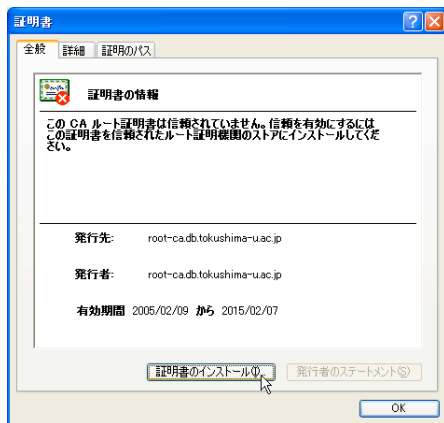 証明書
全般 詳細 証明のパス
証明書の情報
この CA ルート証明書は信頼されていません。信頼を有効にするには
この証明書を信頼されたルート証明機関のストアにインストールしてくだ
さい。
発行先: root-ca.db.tokushima-u.ac.jp
発行者: root-ca.db.tokushima-u.ac.jp
有効期間 2005/02/09 から 2015/02/07
証明書のインストール(I)... 発行者のステートメント(S)
OK